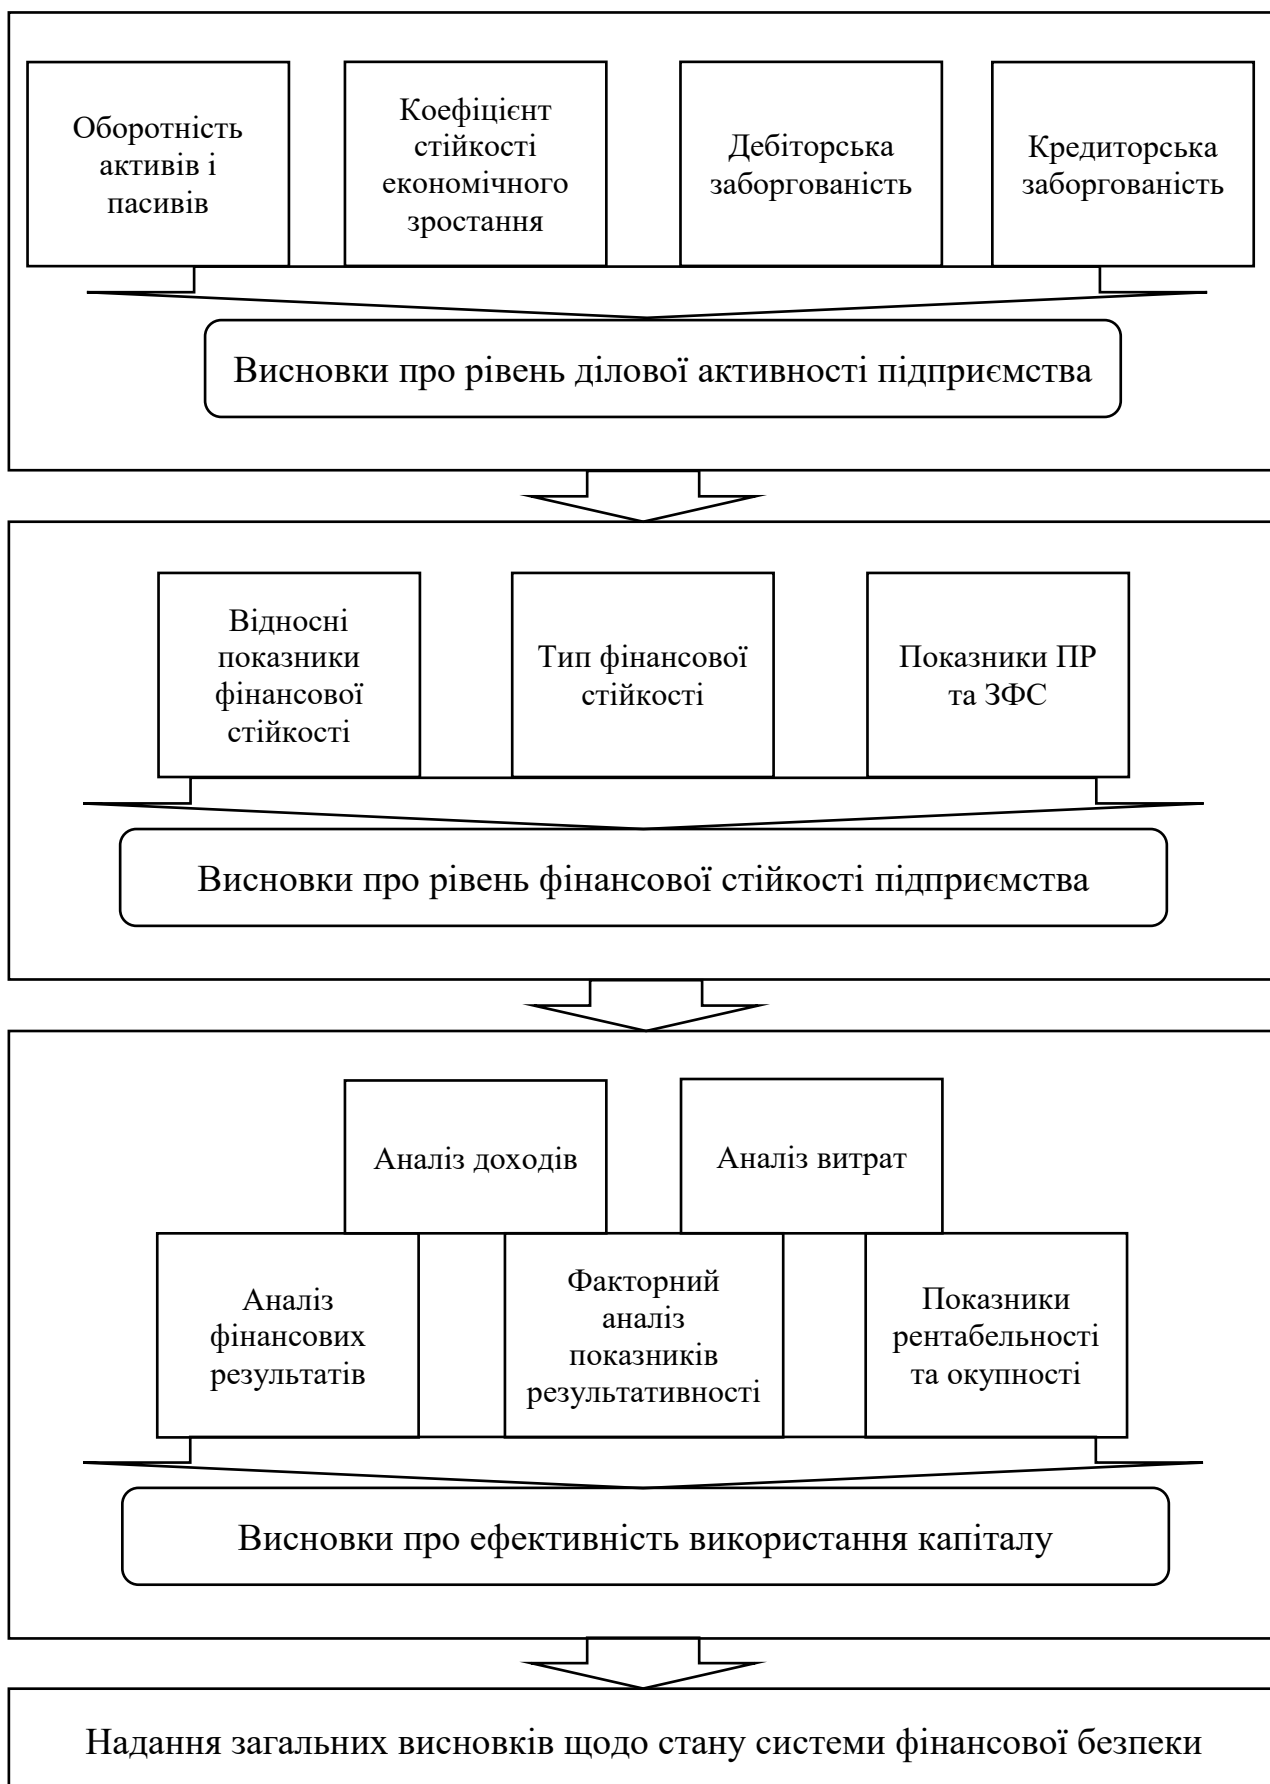 Оборотність
активів і
пасивів
Коефіцієнт
стійкості
економічного
зростання
Дебіторська
заборгованість
Кредиторська
заборгованість
Висновки про рівень ділової активності підприємства
Відносні
показники
фінансової
стійкості
Тип фінансової
стійкості
Показники ПР
та ЗФС
Висновки про рівень фінансової стійкості підприємства
Аналіз доходів
Аналіз витрат
Аналіз
фінансових
результатів
Факторний
аналіз
показників
результативності
Показники
рентабельності
та окупності
Висновки про ефективність використання капіталу
Надання загальних висновків щодо стану системи фінансової безпеки